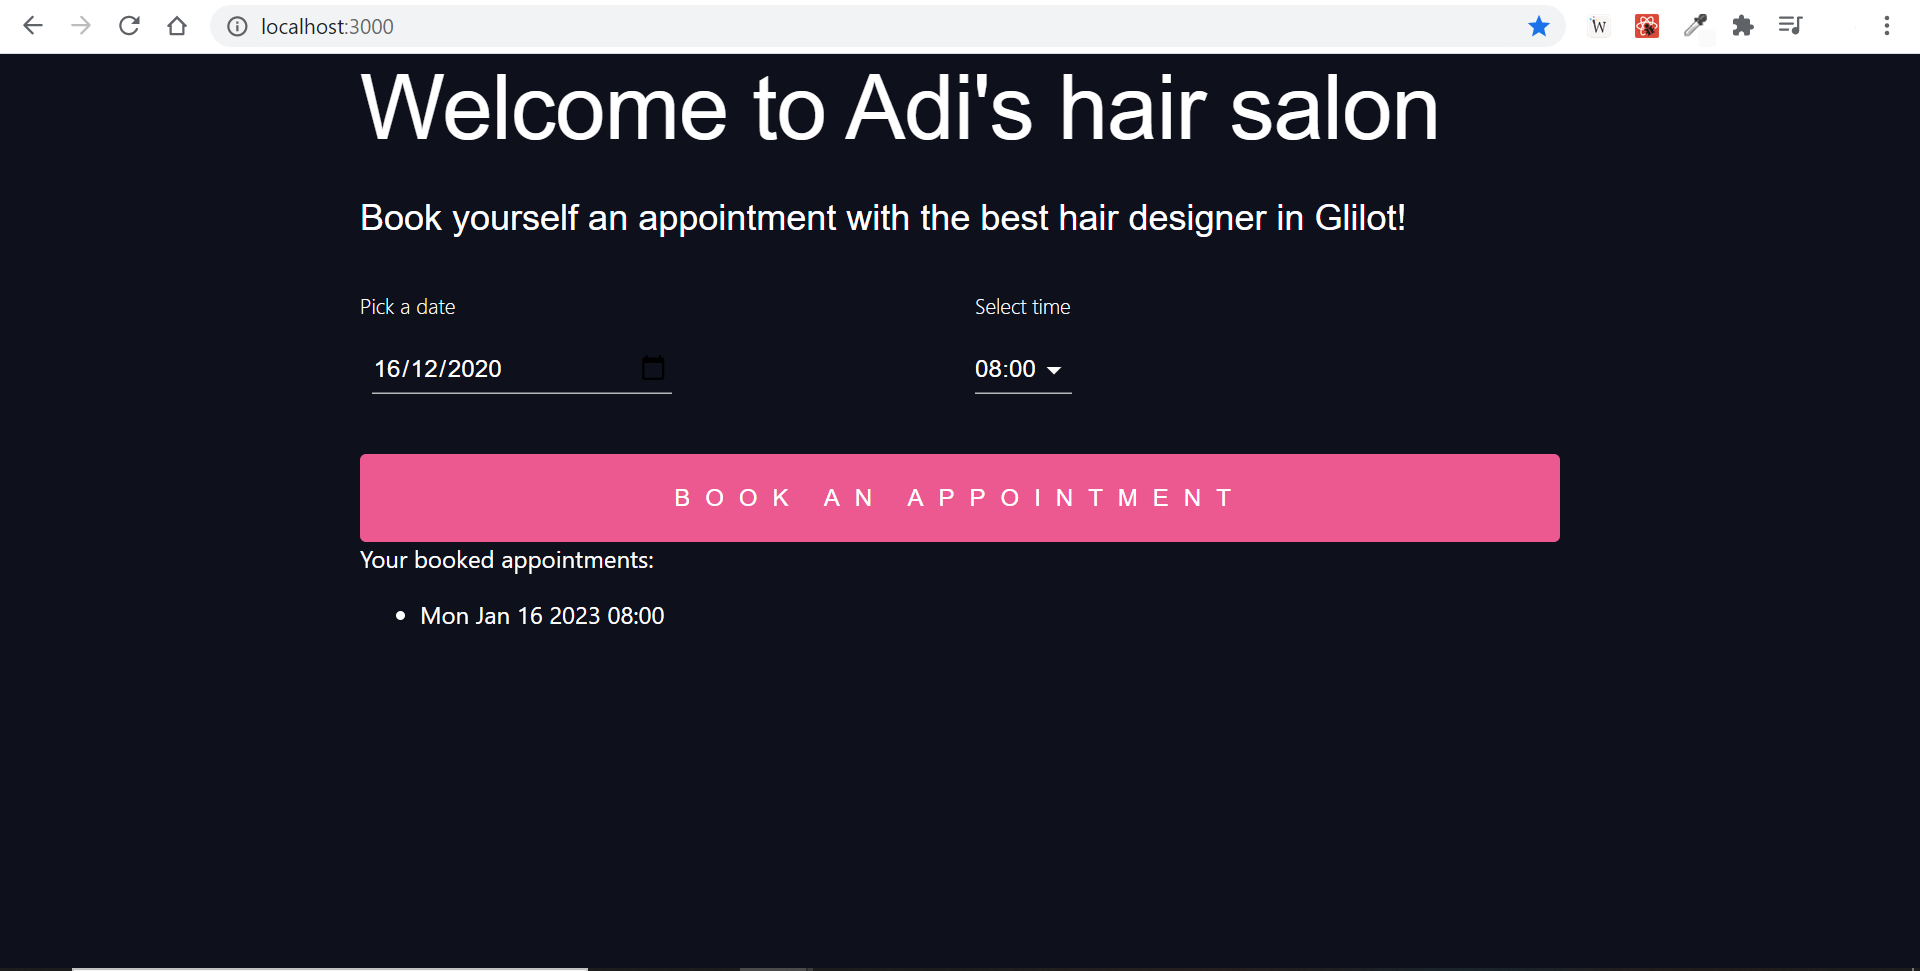 localhost:3000
W
Welcome to Adi's hair salon
Book yourself an appointment with the best hair designer in Glilot!
Pick a date
Select time
16/12/2020
08:00
BOOK AN APPOINTMENT
Your booked appointments:
• Mon Jan 16 2023 08:00